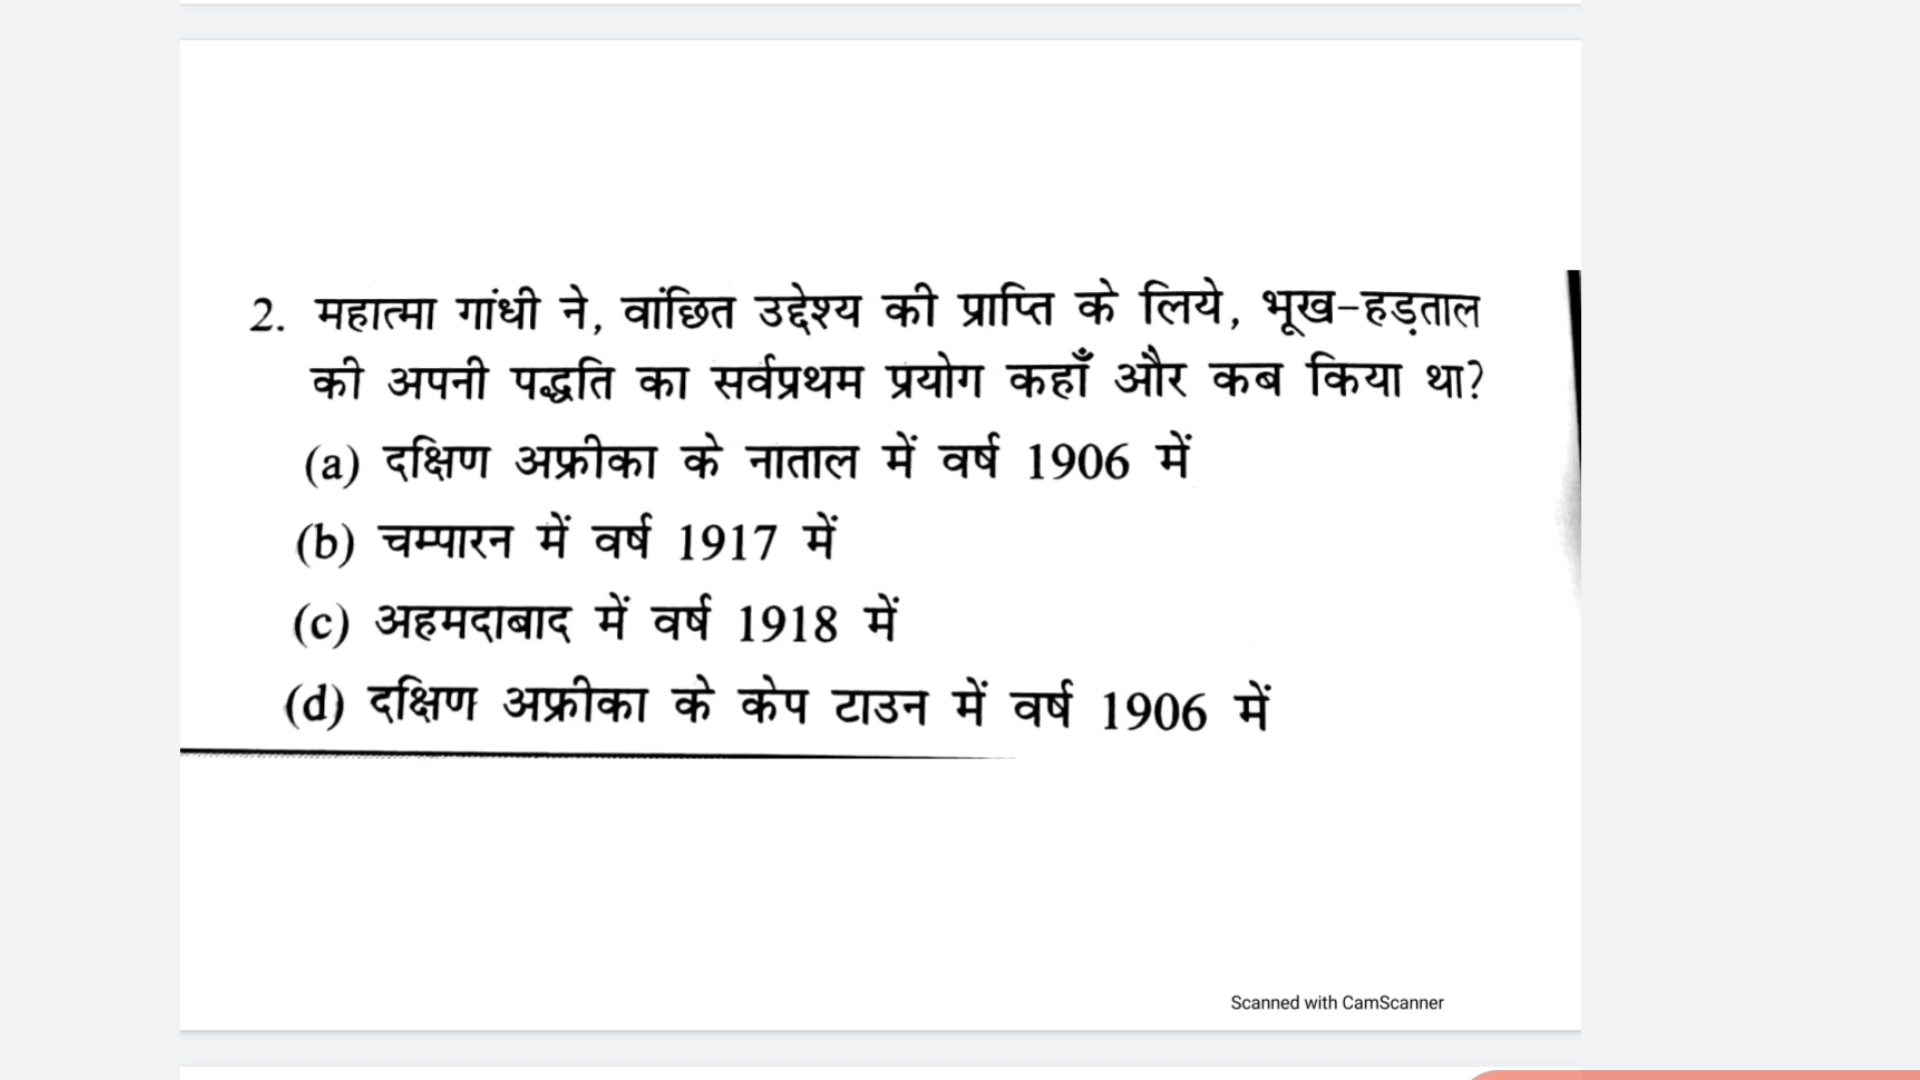 2. महात्मा गांधी ने, वांछित उद्देश्य की प्राप्ति के लिये, भूख-हड़ताल
की अपनी पद्धति का सर्वप्रथम प्रयोग कहाँ और कब किया था?
(a) दक्षिण अफ्रीका के नाताल में वर्ष 1906 में
(b) चम्पारन में वर्ष 1917 में
(c) अहमदाबाद में वर्ष 1918 में
(d) दक्षिण अफ्रीका के केप टाउन में वर्ष 1906 में
Scanned with CamScanner